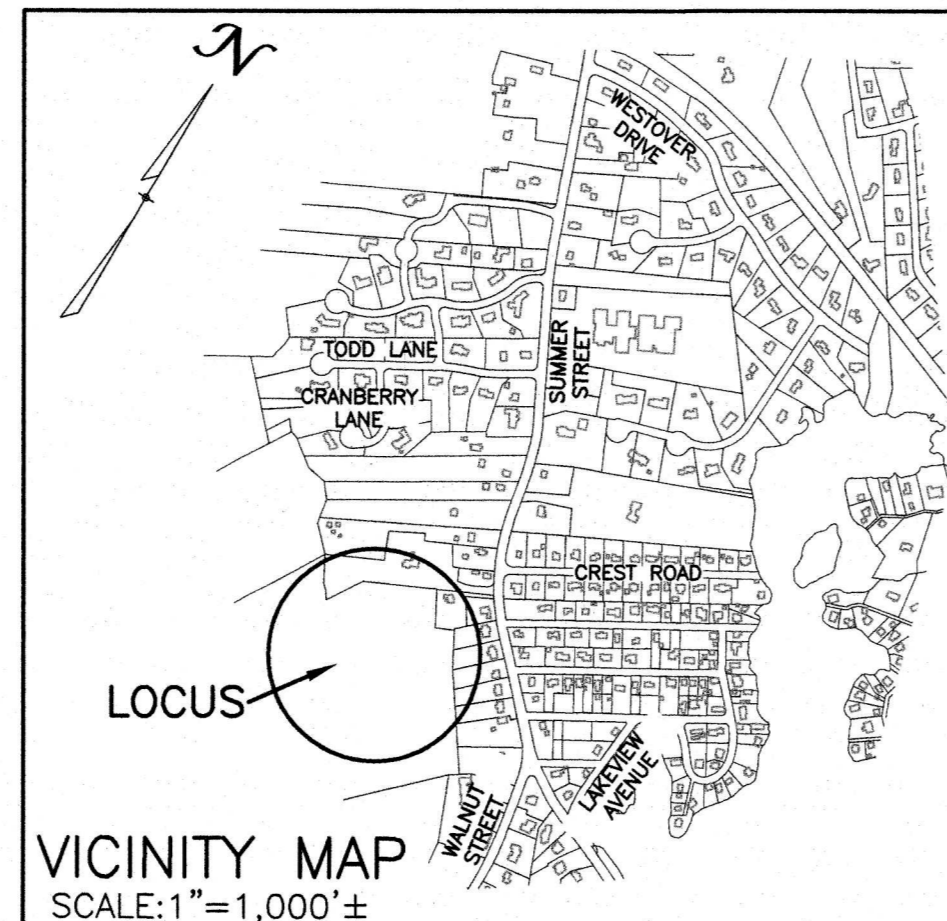 N
WESTOVER
DRIVE
SUMMER
STREET
TODD LANE
CRANBERRY
LANE
CREST ROAD
LOCUS
LAKEVIEW
AVENUE
WALNUT
STREET
VICINITY MAP
SCALE:1"=1,000'±